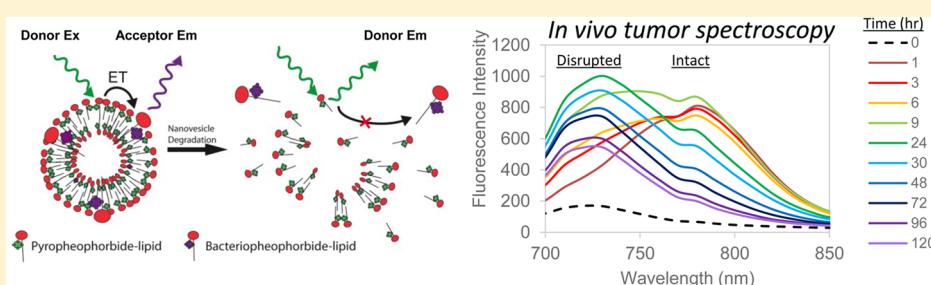 Donor Ex
Acceptor Em
Donor Em
ET
Nanovesicle
Degradation
Pyropheophorbide-lipid
Bacteriopheophorbide-lipid
In vivo tumor spectroscopy
Fluorescence Intensity
1200
1000
800
600
400
200
0
Disrupted
Intact
700
750
800
850
Wavelength (nm)
Time (hr)
0
1
3
6
9
24
30
48
72
96
120